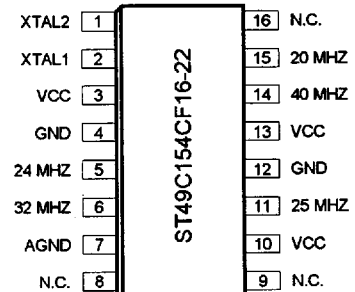 XTAL2 1 16 N.C.
XTAL1 2 15 20 MHZ
VCC 3 14 40 MHZ
GND 4 13 VCC
24 MHZ 5 12 GND
32 MHZ 6 11 25 MHZ
AGND 7 10 VCC
N.C. 8 9 N.C.
ST49C154CF16-22